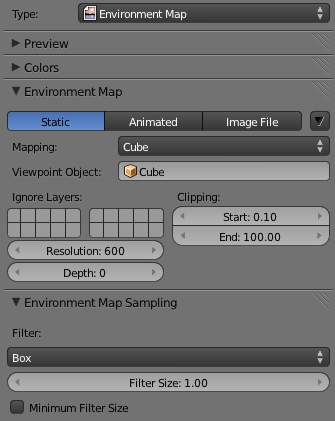 Type: Environment Map
Preview
Colors
Environment Map
Static Animated Image File
Mapping: Cube
Viewpoint Object: Cube
Ignore Layers: Clipping:
Start: 0.10
Resolution: 600 End: 100.00
Depth: 0
Environment Map Sampling
Filter:
Box
Filter Size: 1.00
Minimum Filter Size